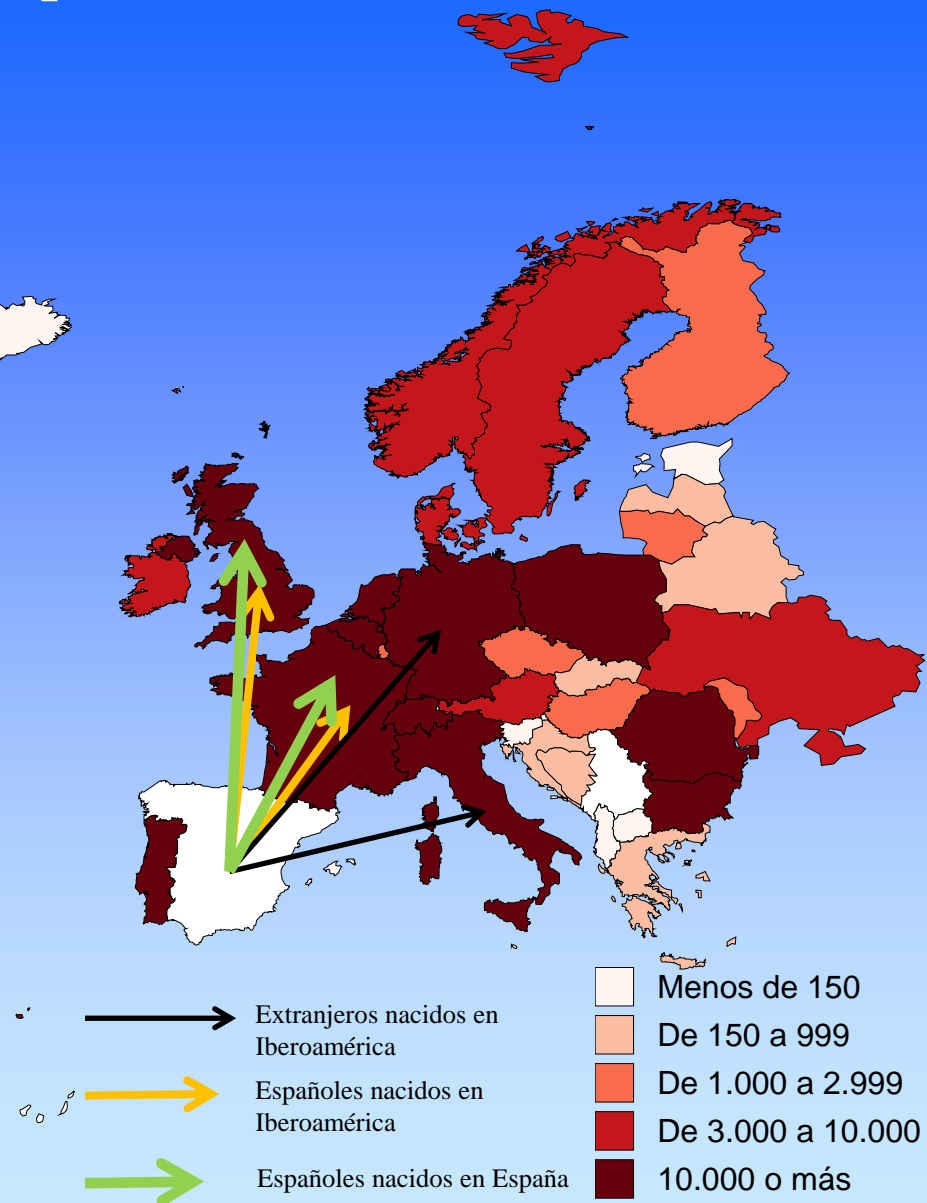 Extranjeros nacidos en
Iberoamérica
Españoles nacidos en
Iberoamérica
Españoles nacidos en España
Menos de 150
De 150 a 999
De 1.000 a 2.999
De 3.000 a 10.000
10.000 o más